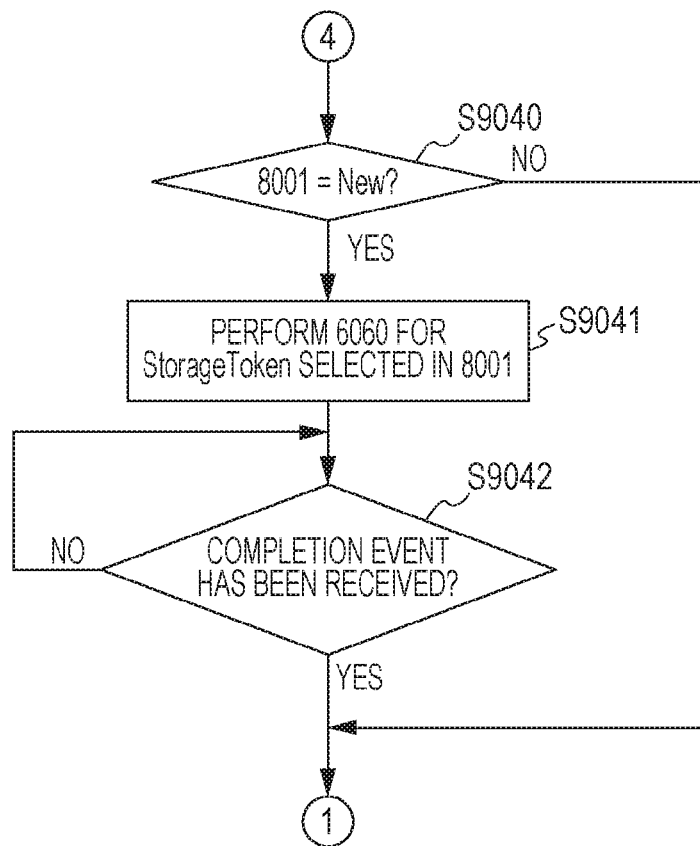 4
S9040
8001 = New?
NO
YES
PERFORM 6060 FOR
StorageToken SELECTED IN 8001
S9041
S9042
NO
COMPLETION EVENT
HAS BEEN RECEIVED?
YES
1